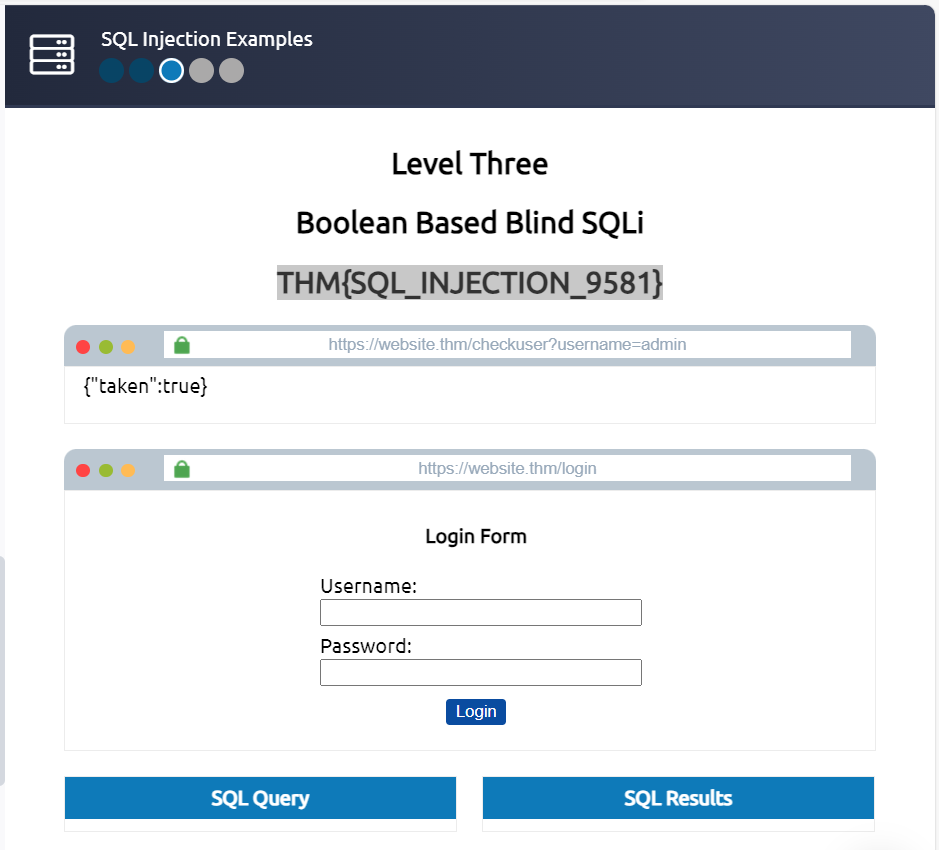 SQL Injection Examples
Level Three
Boolean Based Blind SQLi
THM{SQL_INJECTION_9581}
https://website.thm/checkuser?username=admin
{"taken":true}
https://website.thm/login
Login Form
Username:
Password:
Login
SQL Query
SQL Results